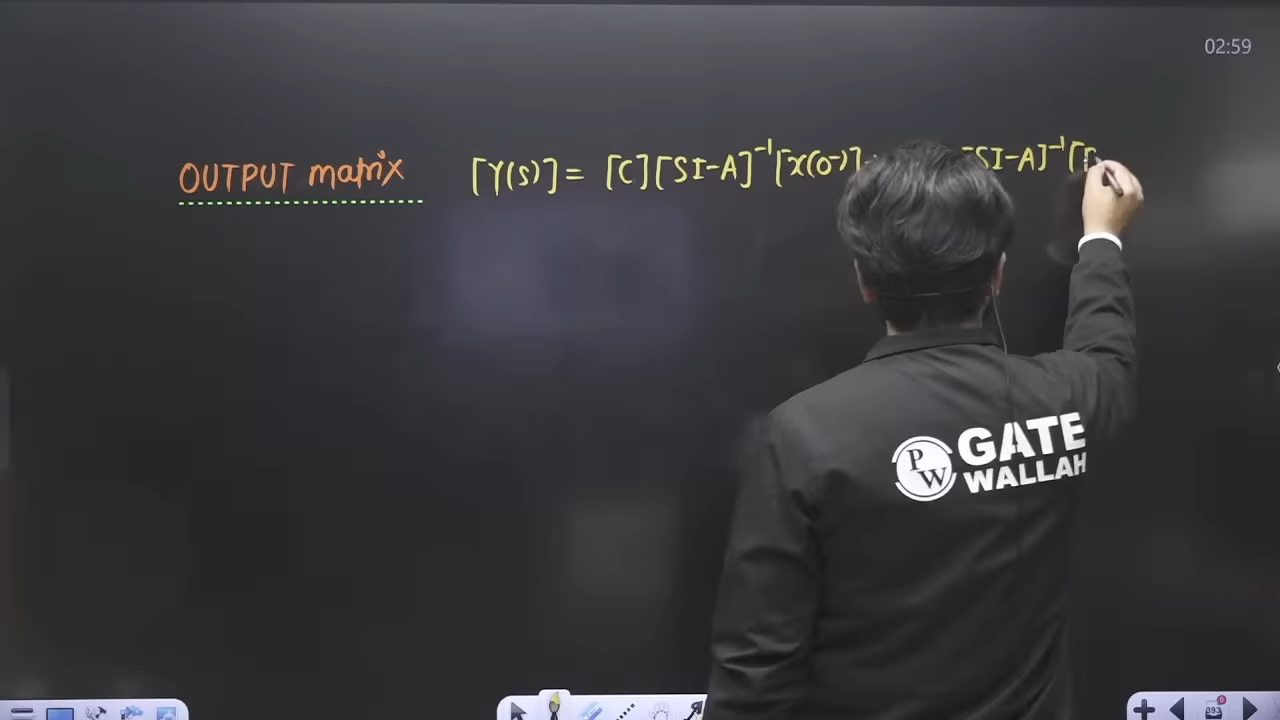 02:59
OUTPUT matrix [Y(s)] = [C][SI-A]⁻¹[x(0⁻)] [SI-A]⁻¹[
GATE
WALLAH
P
W